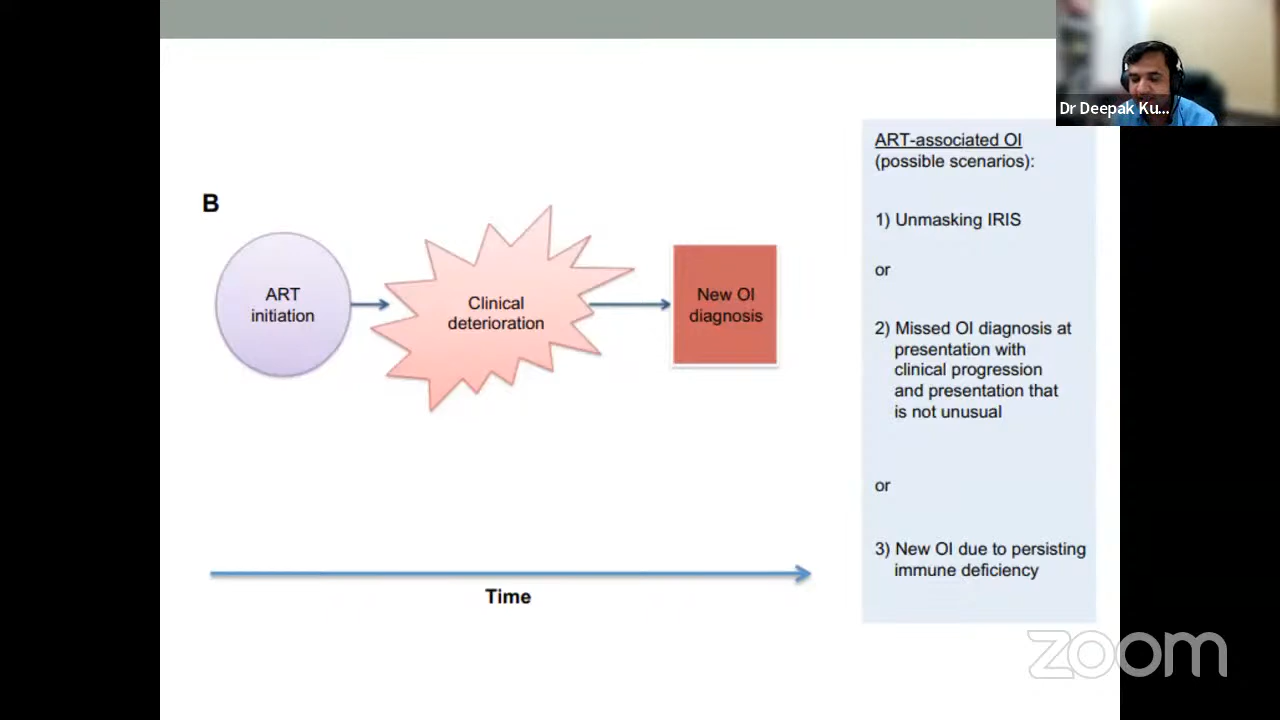 Dr Deepak Ku...
ART-associated OI
(possible scenarios):
B
1) Unmasking IRIS
or
ART
initiation
Clinical
deterioration
New OI
diagnosis
2) Missed OI diagnosis at
presentation with
clinical progression
and presentation that
is not unusual
or
3) New OI due to persisting
immune deficiency
Time
zoom